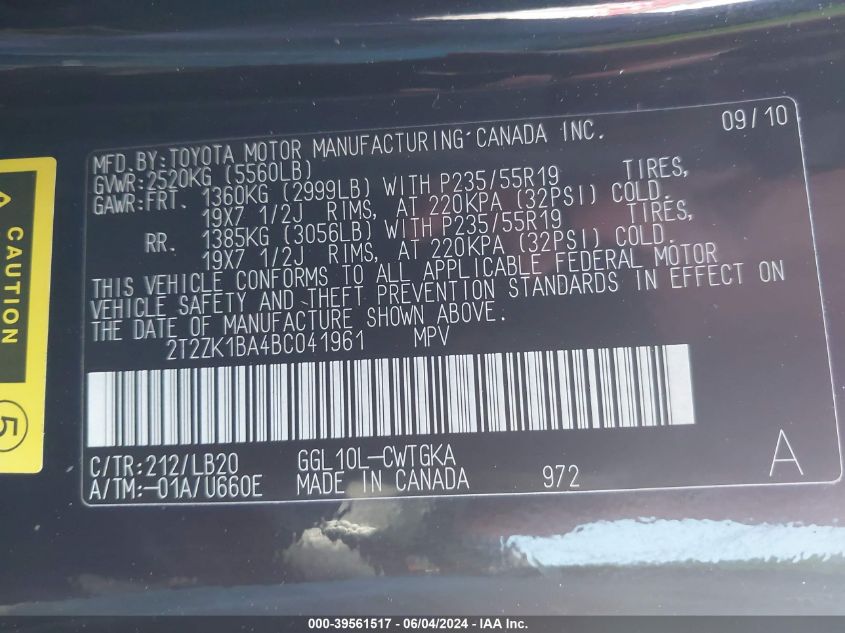 MFD. BY: TOYOTA MOTOR MANUFACTURING CANADA INC. 09/10
GVWR: 2520KG (5560LB)
GAWR: FRT. 1360KG (2999LB) WITH P235/55R19 TIRES,
19X7 1/2J RIMS, AT 220KPA (32PSI) COLD.
RR. 1385KG (3056LB) WITH P235/55R19 TIRES,
19X7 1/2J RIMS, AT 220KPA (32PSI) COLD.
THIS VEHICLE CONFORMS TO ALL APPLICABLE FEDERAL MOTOR
VEHICLE SAFETY AND THEFT PREVENTION STANDARDS IN EFFECT ON
THE DATE OF MANUFACTURE SHOWN ABOVE.
2T2ZK1BA4BC041961 MPV
C/TR: 212/LB20 GGL10L-CWTGKA
A/TM: -01A/U660E MADE IN CANADA 972 A
CAUTION
5
000-39561517 - 06/04/2024 - IAA Inc.